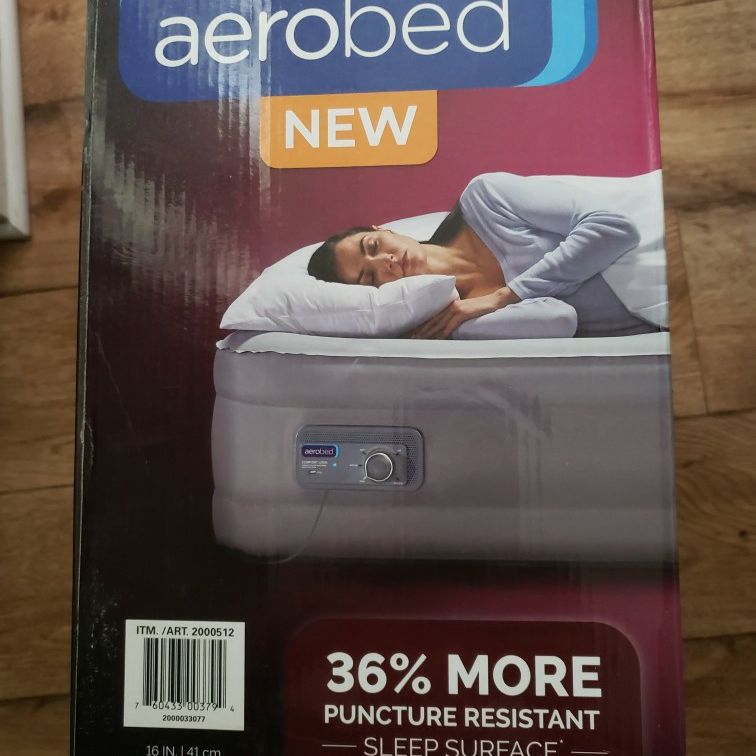 aerobed
NEW
aerobed
ITM. /ART. 2000512
7 60433 00379 4
2000033077
16 IN. | 41 cm
36% MORE
PUNCTURE RESISTANT
SLEEP SURFACE*